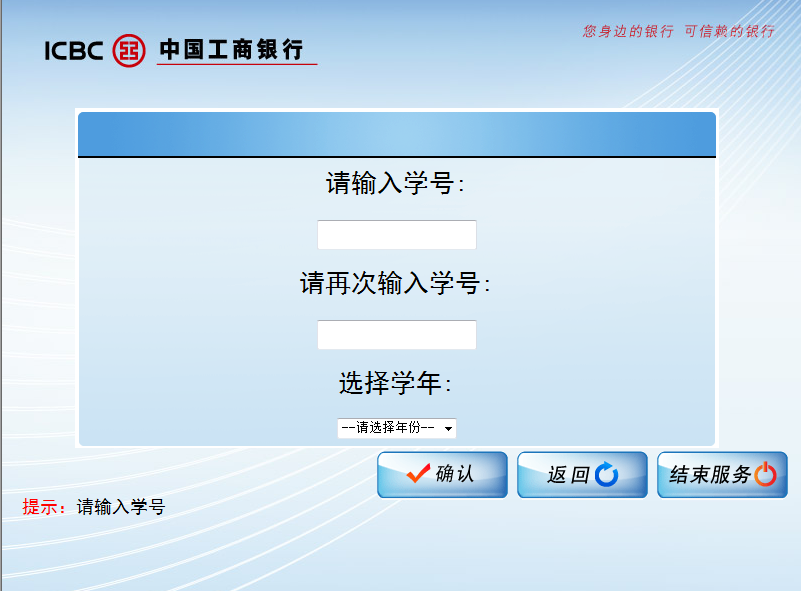 ICBC 中国工商银行
您身边的银行 可信赖的银行
请输入学号:
请再次输入学号:
选择学年:
--请选择年份--
确认
返回
结束服务
提示：请输入学号